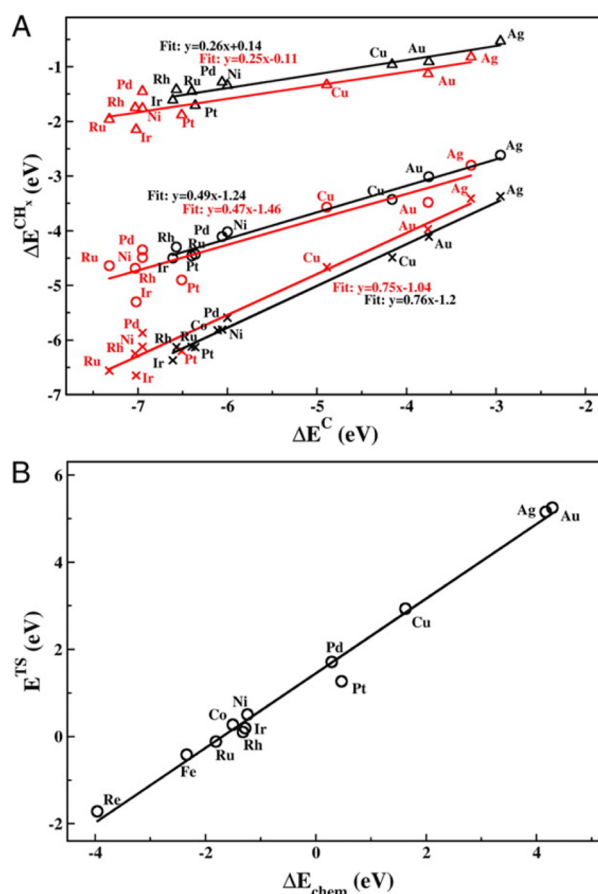 A
Fit: y=0.26x+0.14
Fit: y=0.25x-0.11
Ag
Au
Cu
Ag
Au
Cu
Pd
Rh
Ru
Ni
Pd
Rh
Ir
Pt
Ru
Ni
Ir
Pt
Fit: y=0.49x-1.24
Fit: y=0.47x-1.46
Ag
Ag
Au
Cu
Cu
Au
Ag
Ag
Pd
Rh
Ru
Pd
Ni
Ir
Pt
Ru
Ni
Rh
Ir
Pt
Cu
Au
Au
Cu
Fit: y=0.75x-1.04
Fit: y=0.76x-1.2
Pd
Co
Pd
Rh
Ru
Ni
Rh
Ni
Ir
Pt
Pt
Ru
Ir
-1
-2
-3
-4
-5
-6
-7
ΔE^CHx (eV)
-7 -6 -5 -4 -3 -2
ΔE^C (eV)
B
Ag
Au
Cu
Pd
Pt
Ni
Co
Ir
Rh
Ru
Fe
Re
6
4
2
0
-2
E^TS (eV)
-4 -2 0 2 4
ΔE_chem (eV)